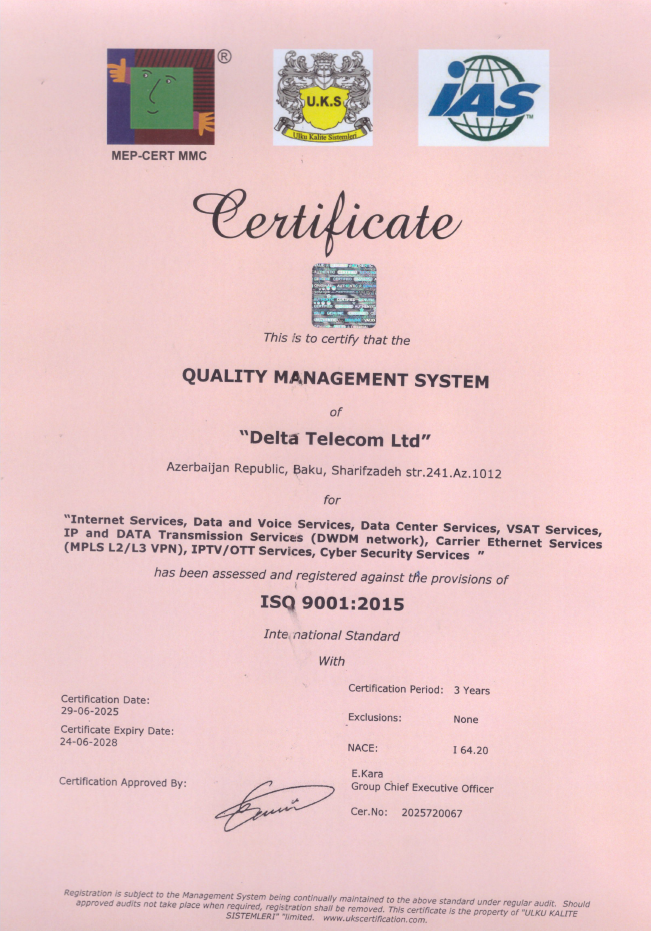 ®
U.K.S
Ulku Kalite Sistemleri
iAS
TM
MEP-CERT MMC
Certificate
This is to certify that the
QUALITY MANAGEMENT SYSTEM
of
“Delta Telecom Ltd”
Azerbaijan Republic, Baku, Sharifzadeh str.241.Az.1012
for
“Internet Services, Data and Voice Services, Data Center Services, VSAT Services,
IP and DATA Transmission Services (DWDM network), Carrier Ethernet Services
(MPLS L2/L3 VPN), IPTV/OTT Services, Cyber Security Services ”
has been assessed and registered against the provisions of
ISO 9001:2015
International Standard
With
Certification Date:
29-06-2025
Certificate Expiry Date:
24-06-2028
Certification Approved By:
Certification Period: 3 Years
Exclusions: None
NACE: I 64.20
E.Kara
Group Chief Executive Officer
Cer.No: 2025720067
Registration is subject to the Management System being continually maintained to the above standard under regular audit. Should
approved audits not take place when required, registration shall be removed. This certificate is the property of "ULKU KALITE
SISTEMLERI" "limited. www.ukscertification.com.